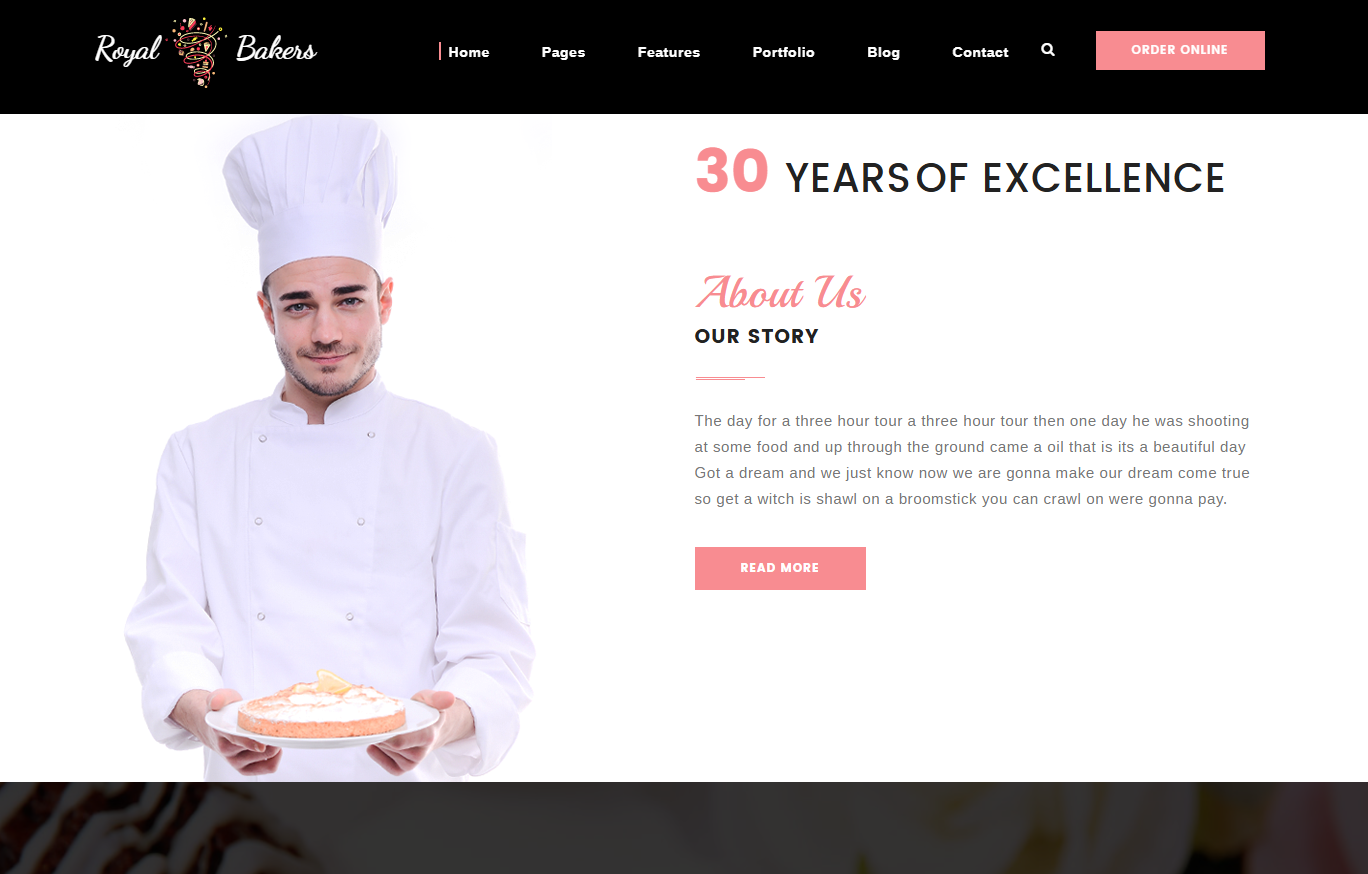 Royal Bakers
Home Pages Features Portfolio Blog Contact ORDER ONLINE
30 YEARS OF EXCELLENCE
About Us
OUR STORY
The day for a three hour tour a three hour tour then one day he was shooting
at some food and up through the ground came a oil that is its a beautiful day
Got a dream and we just know now we are gonna make our dream come true
so get a witch is shawl on a broomstick you can crawl on were gonna pay.
READ MORE